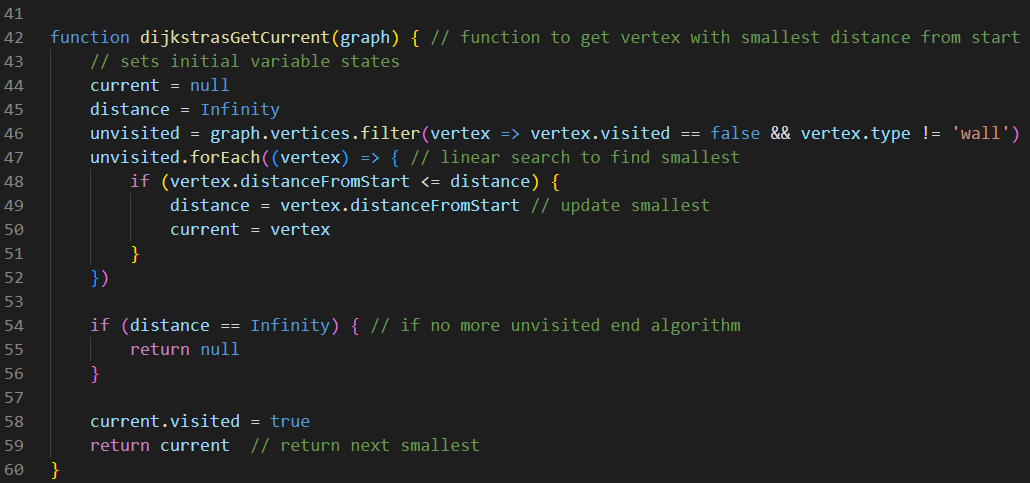 41
42 function dijkstrasGetCurrent(graph) { // function to get vertex with smallest distance from start
43     // sets initial variable states
44     current = null
45     distance = Infinity
46     unvisited = graph.vertices.filter(vertex => vertex.visited == false && vertex.type != 'wall')
47     unvisited.forEach((vertex) => { // linear search to find smallest
48         if (vertex.distanceFromStart <= distance) {
49             distance = vertex.distanceFromStart // update smallest
50             current = vertex
51         }
52     })
53
54     if (distance == Infinity) { // if no more unvisited end algorithm
55         return null
56     }
57
58     current.visited = true
59     return current  // return next smallest
60 }